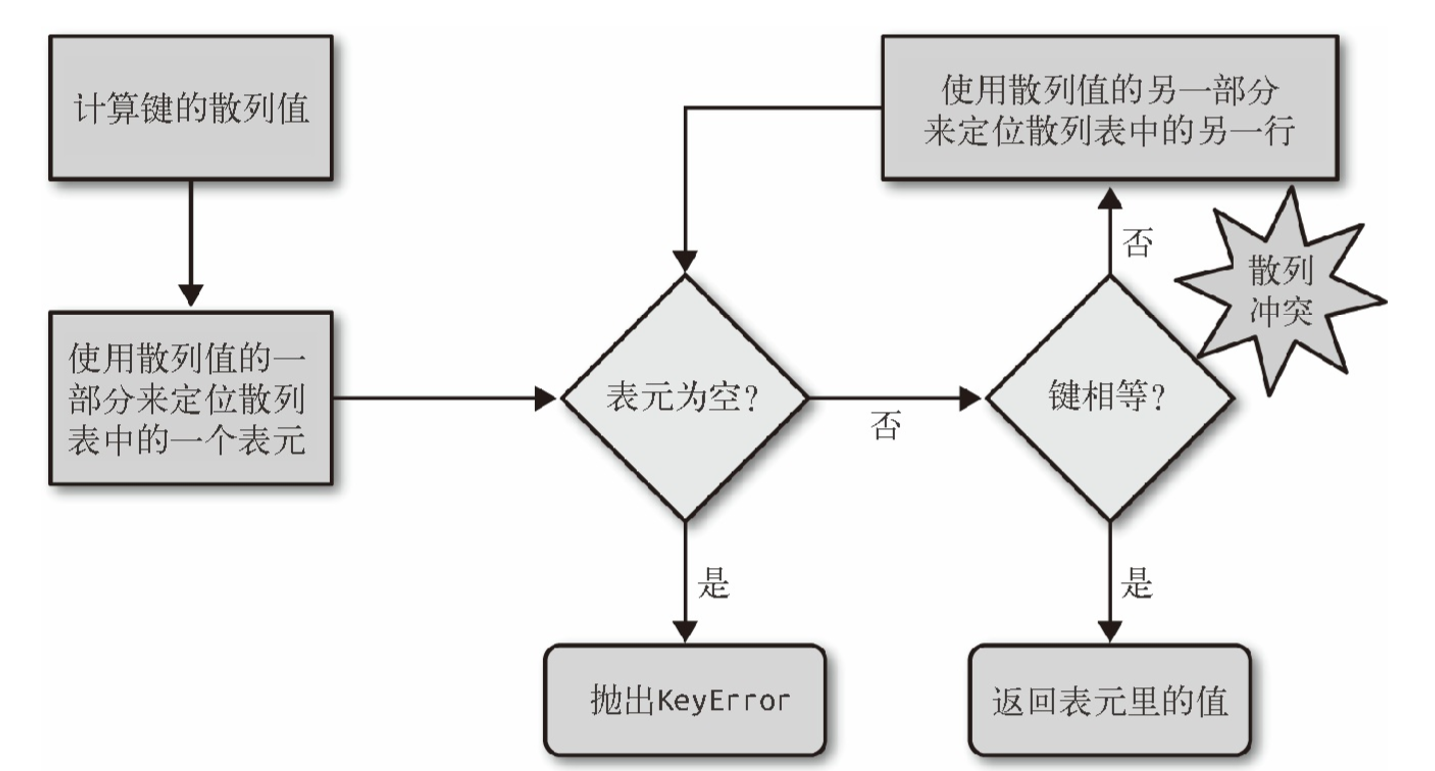 计算键的散列值
使用散列值的另一部分
来定位散列表中的另一行
否
散列
冲突
使用散列值的一
部分来定位散列
表中的一个表元
表元为空?
否
键相等?
是
是
抛出KeyError
返回表元里的值